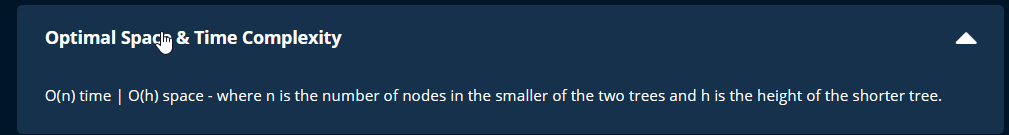 Optimal Space & Time Complexity
O(n) time | O(h) space - where n is the number of nodes in the smaller of the two trees and h is the height of the shorter tree.